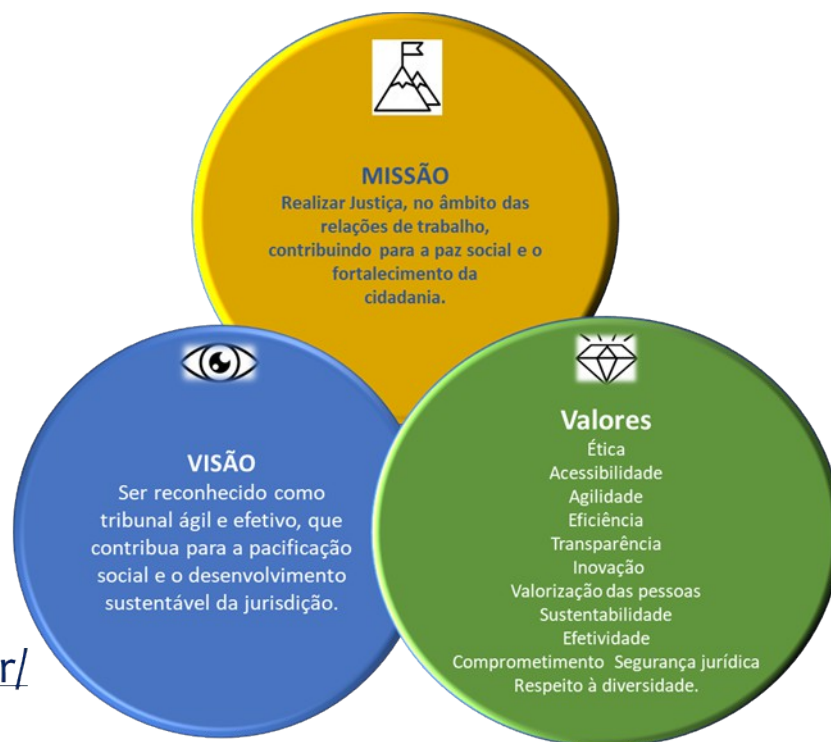 MISSÃO
Realizar Justiça, no âmbito das
relações de trabalho,
contribuindo para a paz social e o
fortalecimento da
cidadania.
VISÃO
Ser reconhecido como
tribunal ágil e efetivo, que
contribua para a pacificação
social e o desenvolvimento
sustentável da jurisdição.
Valores
Ética
Acessibilidade
Agilidade
Eficiência
Transparência
Inovação
Valorização das pessoas
Sustentabilidade
Efetividade
Comprometimento Segurança jurídica
Respeito à diversidade.
r/